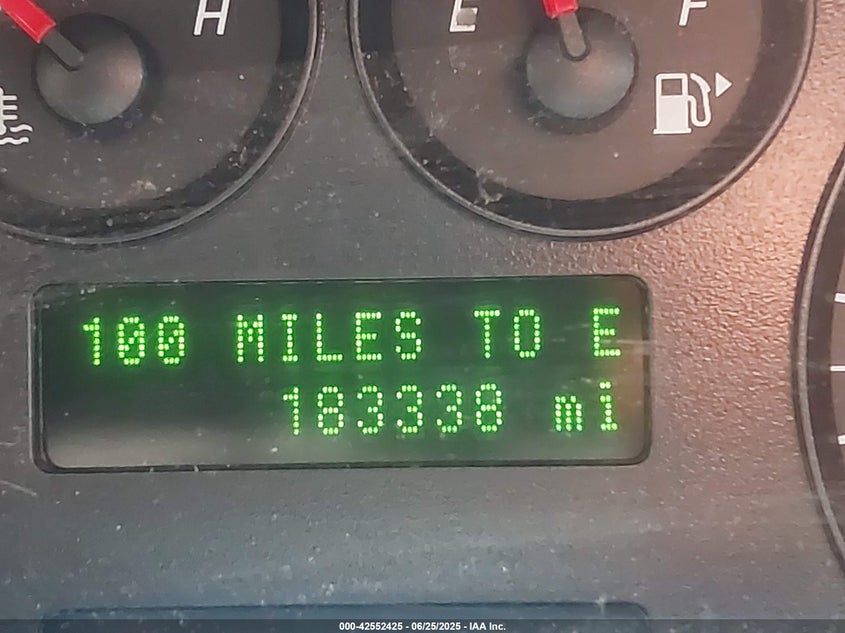 H
E F
100 MILES TO E
183338 mi
000-42552425 - 06/25/2025 - IAA Inc.